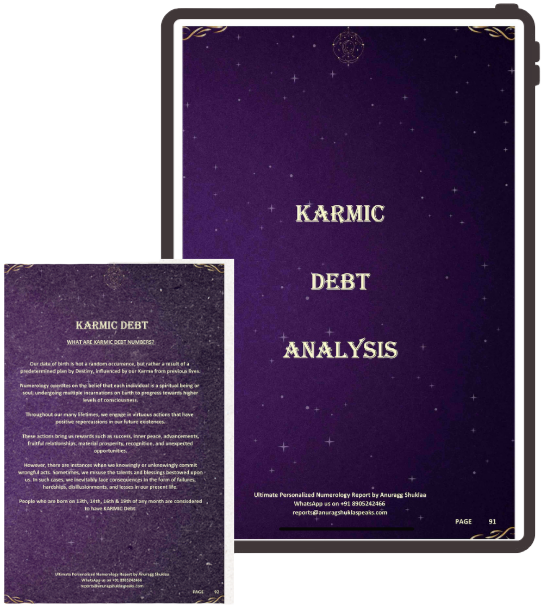 KARMIC
DEBT
ANALYSIS
Ultimate Personalized Numerology Report by Anuragg Shuklaa
WhatsApp us on +91 8905242466
reports@anuragshuklaspeaks.com
PAGE 91
KARMIC DEBT
WHAT ARE KARMIC DEBT NUMBERS?
Our date of birth is not a random occurrence, but rather a result of a
predetermined plan by Destiny, influenced by our Karma from previous lives.
Numerology operates on the belief that each individual is a spiritual being or
soul, undergoing multiple incarnations on Earth to progress towards higher
levels of consciousness.
Throughout our many lifetimes, we engage in virtuous actions that have
positive repercussions in our future existences.
These actions bring us rewards such as success, inner peace, advancements,
fruitful relationships, material prosperity, recognition, and unexpected
opportunities.
However, there are instances when we knowingly or unknowingly commit
wrongful acts. Sometimes, we misuse the talents and blessings bestowed upon
us. In such cases, we inevitably face consequences in the form of failures,
hardships, disillusionments, and losses in our present life.
People who are born on 13th, 14th, 16th & 19th of any month are considered
to have KARMIC Debt
Ultimate Personalized Numerology Report by Anuragg Shuklaa
WhatsApp us on +91 8905242466
reports@anuragshuklaspeaks.com
PAGE 92